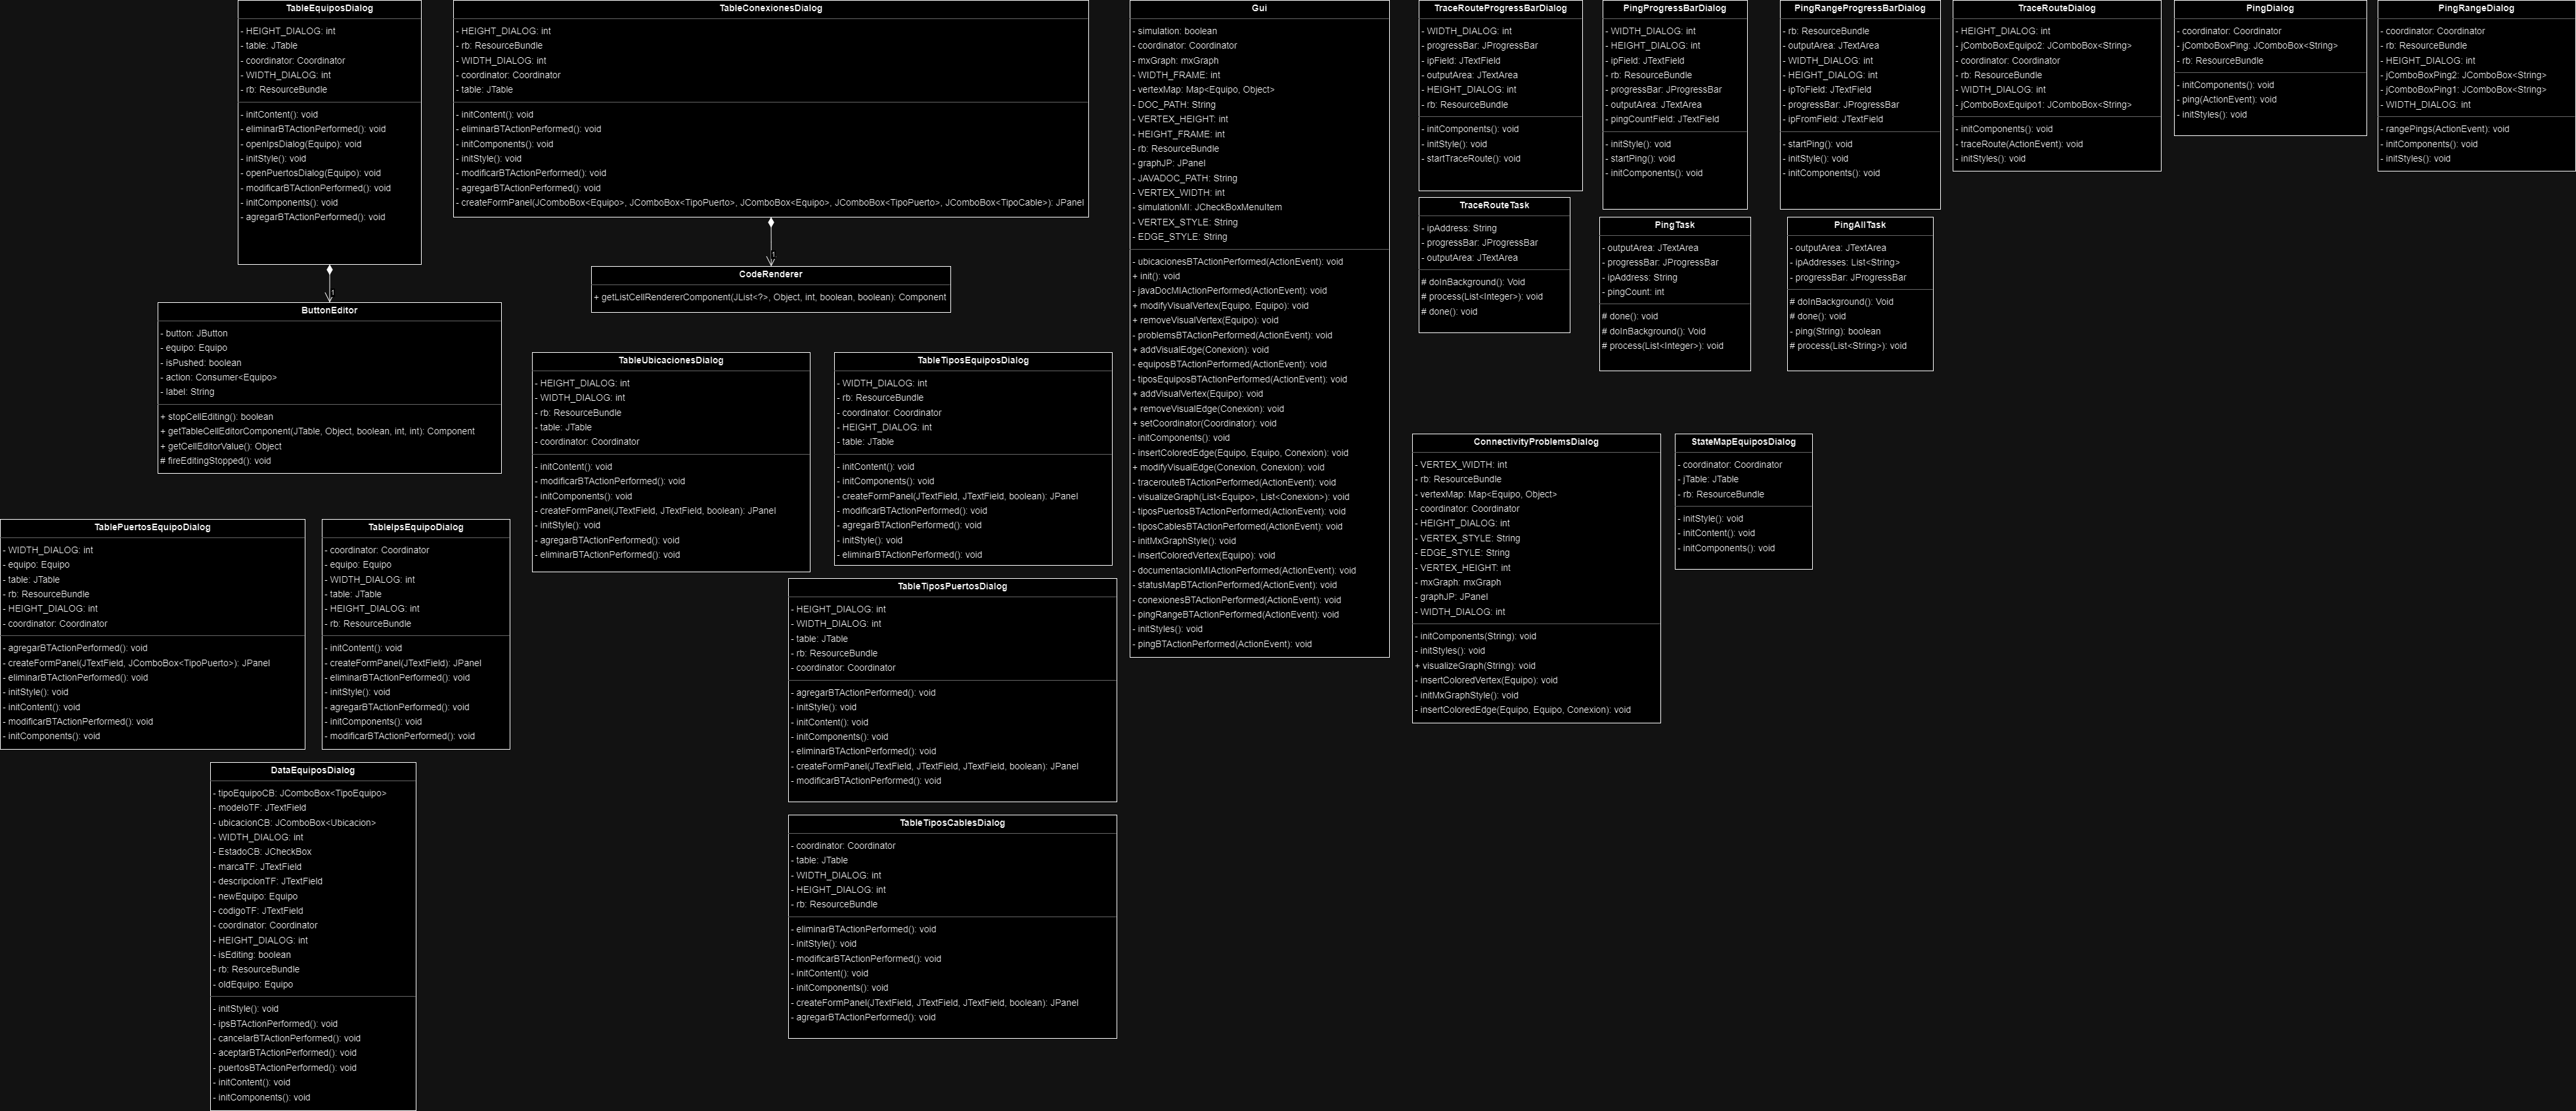 TableEquiposDialog
- HEIGHT_DIALOG: int
- table: JTable
- coordinator: Coordinator
- WIDTH_DIALOG: int
- rb: ResourceBundle
- initContent(): void
- eliminarBTActionPerformed(): void
- openIpsDialog(Equipo): void
- initStyle(): void
- openPuertosDialog(Equipo): void
- modificarBTActionPerformed(): void
- initComponents(): void
- agregarBTActionPerformed(): void
1
ButtonEditor
- button: JButton
- equipo: Equipo
- isPushed: boolean
- action: Consumer<Equipo>
- label: String
+ stopCellEditing(): boolean
+ getTableCellEditorComponent(JTable, Object, boolean, int, int): Component
+ getCellEditorValue(): Object
# fireEditingStopped(): void
TableConexionesDialog
- HEIGHT_DIALOG: int
- rb: ResourceBundle
- WIDTH_DIALOG: int
- coordinator: Coordinator
- table: JTable
- initContent(): void
- eliminarBTActionPerformed(): void
- initComponents(): void
- initStyle(): void
- modificarBTActionPerformed(): void
- agregarBTActionPerformed(): void
- createFormPanel(JComboBox<Equipo>, JComboBox<TipoPuerto>, JComboBox<Equipo>, JComboBox<TipoPuerto>, JComboBox<TipoCable>): JPanel
1
CodeRenderer
+ getListCellRendererComponent(JList<?>, Object, int, boolean, boolean): Component
TableUbicacionesDialog
- HEIGHT_DIALOG: int
- WIDTH_DIALOG: int
- rb: ResourceBundle
- table: JTable
- coordinator: Coordinator
- initContent(): void
- modificarBTActionPerformed(): void
- initComponents(): void
- createFormPanel(JTextField, JTextField, boolean): JPanel
- initStyle(): void
- agregarBTActionPerformed(): void
- eliminarBTActionPerformed(): void
TableTiposEquiposDialog
- WIDTH_DIALOG: int
- rb: ResourceBundle
- coordinator: Coordinator
- HEIGHT_DIALOG: int
- table: JTable
- initContent(): void
- initComponents(): void
- createFormPanel(JTextField, JTextField, boolean): JPanel
- modificarBTActionPerformed(): void
- agregarBTActionPerformed(): void
- initStyle(): void
- eliminarBTActionPerformed(): void
TablePuertosEquipoDialog
- WIDTH_DIALOG: int
- equipo: Equipo
- table: JTable
- rb: ResourceBundle
- HEIGHT_DIALOG: int
- coordinator: Coordinator
- agregarBTActionPerformed(): void
- createFormPanel(JTextField, JComboBox<TipoPuerto>): JPanel
- eliminarBTActionPerformed(): void
- initStyle(): void
- initContent(): void
- modificarBTActionPerformed(): void
- initComponents(): void
TableIpsEquipoDialog
- coordinator: Coordinator
- equipo: Equipo
- WIDTH_DIALOG: int
- table: JTable
- HEIGHT_DIALOG: int
- rb: ResourceBundle
- initContent(): void
- createFormPanel(JTextField): JPanel
- eliminarBTActionPerformed(): void
- initStyle(): void
- agregarBTActionPerformed(): void
- initComponents(): void
- modificarBTActionPerformed(): void
TableTiposPuertosDialog
- HEIGHT_DIALOG: int
- WIDTH_DIALOG: int
- table: JTable
- rb: ResourceBundle
- coordinator: Coordinator
- agregarBTActionPerformed(): void
- initStyle(): void
- initContent(): void
- initComponents(): void
- eliminarBTActionPerformed(): void
- createFormPanel(JTextField, JTextField, JTextField, boolean): JPanel
- modificarBTActionPerformed(): void
DataEquiposDialog
- tipoEquipoCB: JComboBox<TipoEquipo>
- modeloTF: JTextField
- ubicacionCB: JComboBox<Ubicacion>
- WIDTH_DIALOG: int
- EstadoCB: JCheckBox
- marcaTF: JTextField
- descripcionTF: JTextField
- newEquipo: Equipo
- codigoTF: JTextField
- coordinator: Coordinator
- HEIGHT_DIALOG: int
- isEditing: boolean
- rb: ResourceBundle
- oldEquipo: Equipo
- initStyle(): void
- ipsBTActionPerformed(): void
- cancelarBTActionPerformed(): void
- aceptarBTActionPerformed(): void
- puertosBTActionPerformed(): void
- initContent(): void
- initComponents(): void
TableTiposCablesDialog
- coordinator: Coordinator
- table: JTable
- WIDTH_DIALOG: int
- HEIGHT_DIALOG: int
- rb: ResourceBundle
- eliminarBTActionPerformed(): void
- initStyle(): void
- modificarBTActionPerformed(): void
- initContent(): void
- initComponents(): void
- createFormPanel(JTextField, JTextField, JTextField, boolean): JPanel
- agregarBTActionPerformed(): void
Gui
- simulation: boolean
- coordinator: Coordinator
- mxGraph: mxGraph
- WIDTH_FRAME: int
- vertexMap: Map<Equipo, Object>
- DOC_PATH: String
- VERTEX_HEIGHT: int
- HEIGHT_FRAME: int
- rb: ResourceBundle
- graphJP: JPanel
- JAVADOC_PATH: String
- VERTEX_WIDTH: int
- simulationMI: JCheckBoxMenuItem
- VERTEX_STYLE: String
- EDGE_STYLE: String
- ubicacionesBTActionPerformed(ActionEvent): void
+ init(): void
- javaDocMIActionPerformed(ActionEvent): void
+ modifyVisualVertex(Equipo, Equipo): void
+ removeVisualVertex(Equipo): void
- problemsBTActionPerformed(ActionEvent): void
+ addVisualEdge(Conexion): void
- equiposBTActionPerformed(ActionEvent): void
- tiposEquiposBTActionPerformed(ActionEvent): void
+ addVisualVertex(Equipo): void
+ removeVisualEdge(Conexion): void
+ setCoordinator(Coordinator): void
- initComponents(): void
- insertColoredEdge(Equipo, Equipo, Conexion): void
+ modifyVisualEdge(Conexion, Conexion): void
- tracerouteBTActionPerformed(ActionEvent): void
- visualizeGraph(List<Equipo>, List<Conexion>): void
- tiposPuertosBTActionPerformed(ActionEvent): void
- tiposCablesBTActionPerformed(ActionEvent): void
- initMxGraphStyle(): void
- insertColoredVertex(Equipo): void
- documentacionMIActionPerformed(ActionEvent): void
- statusMapBTActionPerformed(ActionEvent): void
- conexionesBTActionPerformed(ActionEvent): void
- pingRangeBTActionPerformed(ActionEvent): void
- initStyles(): void
- pingBTActionPerformed(ActionEvent): void
TraceRouteProgressBarDialog
- WIDTH_DIALOG: int
- progressBar: JProgressBar
- ipField: JTextField
- outputArea: JTextArea
- HEIGHT_DIALOG: int
- rb: ResourceBundle
- initComponents(): void
- initStyle(): void
- startTraceRoute(): void
TraceRouteTask
- ipAddress: String
- progressBar: JProgressBar
- outputArea: JTextArea
# doInBackground(): Void
# process(List<Integer>): void
# done(): void
PingProgressBarDialog
- WIDTH_DIALOG: int
- HEIGHT_DIALOG: int
- ipField: JTextField
- rb: ResourceBundle
- progressBar: JProgressBar
- outputArea: JTextArea
- pingCountField: JTextField
- initStyle(): void
- startPing(): void
- initComponents(): void
PingTask
- outputArea: JTextArea
- progressBar: JProgressBar
- ipAddress: String
- pingCount: int
# done(): void
# doInBackground(): Void
# process(List<Integer>): void
PingRangeProgressBarDialog
- rb: ResourceBundle
- outputArea: JTextArea
- WIDTH_DIALOG: int
- HEIGHT_DIALOG: int
- ipToField: JTextField
- progressBar: JProgressBar
- ipFromField: JTextField
- startPing(): void
- initStyle(): void
- initComponents(): void
PingAllTask
- outputArea: JTextArea
- ipAddresses: List<String>
- progressBar: JProgressBar
# doInBackground(): Void
# done(): void
- ping(String): boolean
# process(List<String>): void
TraceRouteDialog
- HEIGHT_DIALOG: int
- jComboBoxEquipo2: JComboBox<String>
- coordinator: Coordinator
- rb: ResourceBundle
- WIDTH_DIALOG: int
- jComboBoxEquipo1: JComboBox<String>
- initComponents(): void
- traceRoute(ActionEvent): void
- initStyles(): void
PingDialog
- coordinator: Coordinator
- jComboBoxPing: JComboBox<String>
- rb: ResourceBundle
- initComponents(): void
- ping(ActionEvent): void
- initStyles(): void
PingRangeDialog
- coordinator: Coordinator
- rb: ResourceBundle
- HEIGHT_DIALOG: int
- jComboBoxPing2: JComboBox<String>
- jComboBoxPing1: JComboBox<String>
- WIDTH_DIALOG: int
- rangePings(ActionEvent): void
- initComponents(): void
- initStyles(): void
ConnectivityProblemsDialog
- VERTEX_WIDTH: int
- rb: ResourceBundle
- vertexMap: Map<Equipo, Object>
- coordinator: Coordinator
- HEIGHT_DIALOG: int
- VERTEX_STYLE: String
- EDGE_STYLE: String
- VERTEX_HEIGHT: int
- mxGraph: mxGraph
- graphJP: JPanel
- WIDTH_DIALOG: int
- initComponents(String): void
- initStyles(): void
+ visualizeGraph(String): void
- insertColoredVertex(Equipo): void
- initMxGraphStyle(): void
- insertColoredEdge(Equipo, Equipo, Conexion): void
StateMapEquiposDialog
- coordinator: Coordinator
- jTable: JTable
- rb: ResourceBundle
- initStyle(): void
- initContent(): void
- initComponents(): void